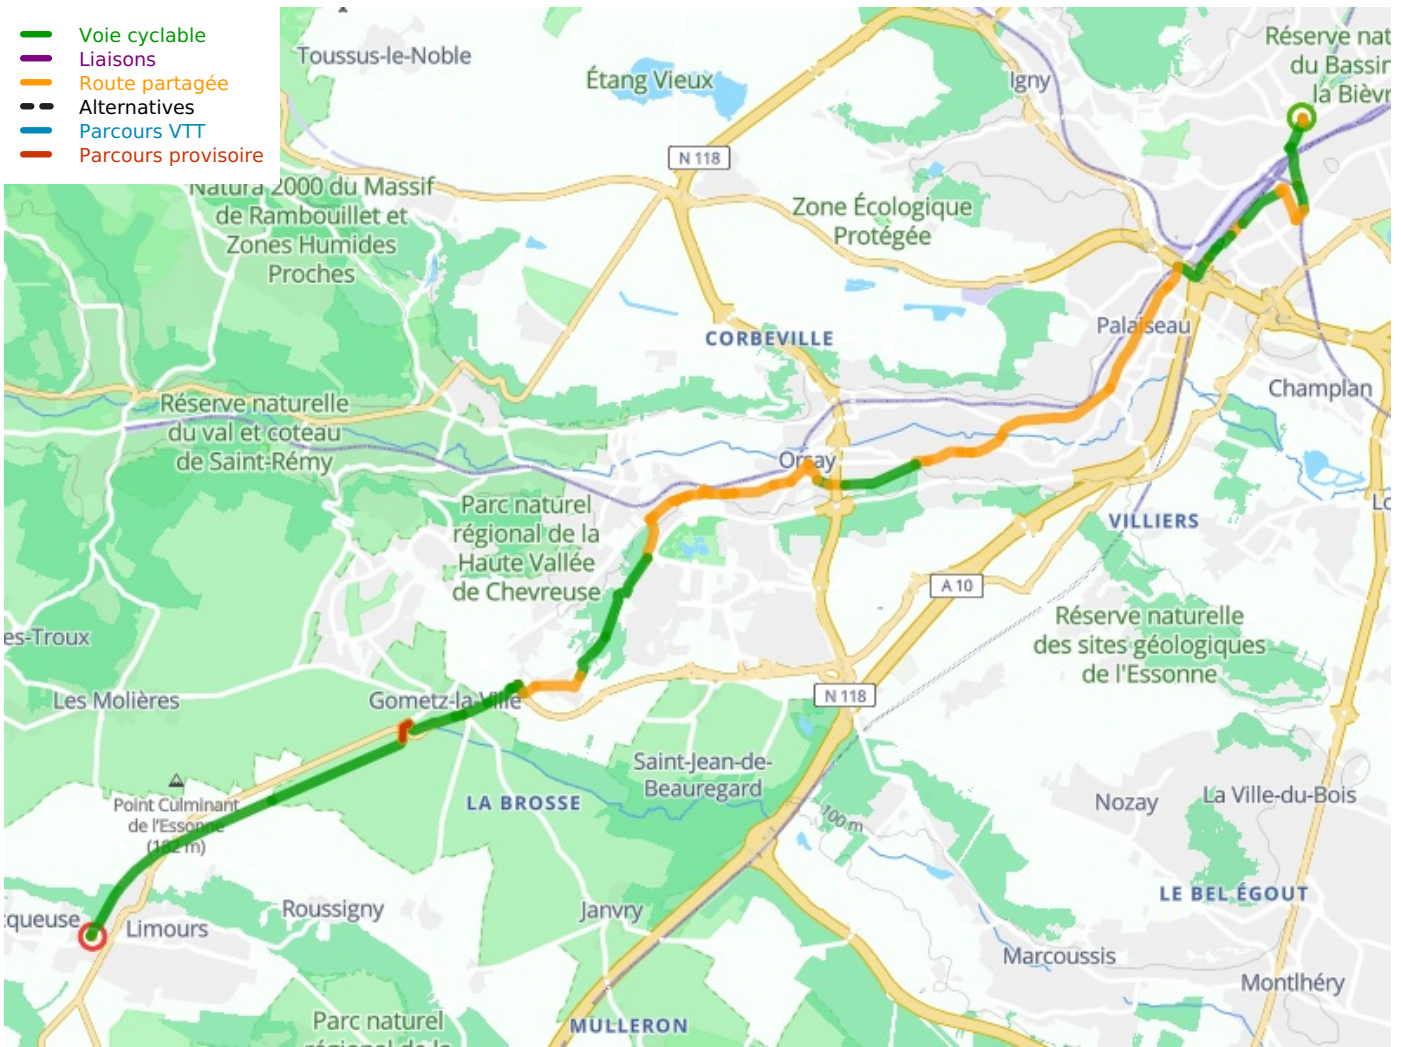 Voie cyclable
Liaisons
Route partagée
Alternatives
Parcours VTT
Parcours provisoire
Toussus-le-Noble
Étang Vieux
Igny
Réserve nat
du Bassin
la Bièvr
N 118
Natura 2000 du Massif
de Rambouillet et
Zones Humides
Proches
Zone Écologique
Protégée
CORBEVILLE
Palaiseau
Champlan
Réserve naturelle
du val et coteau
de Saint-Rémy
Orsay
Parc naturel
régional de la
Haute Vallée
de Chevreuse
VILLIERS
Lo
A 10
es-Troux
Réserve naturelle
des sites géologiques
de l'Essonne
Les Molières
Gometz-la-Ville
N 118
Saint-Jean-de-
Beauregard
Point Culminant
de l'Essonne
(182 m)
LA BROSSE
100 m
Nozay
La Ville-du-Bois
LE BEL ÉGOUT
cqueuse
Limours
Roussigny
Janvry
Marcoussis
Montlhéry
Parc naturel
régional de la
MULLERON